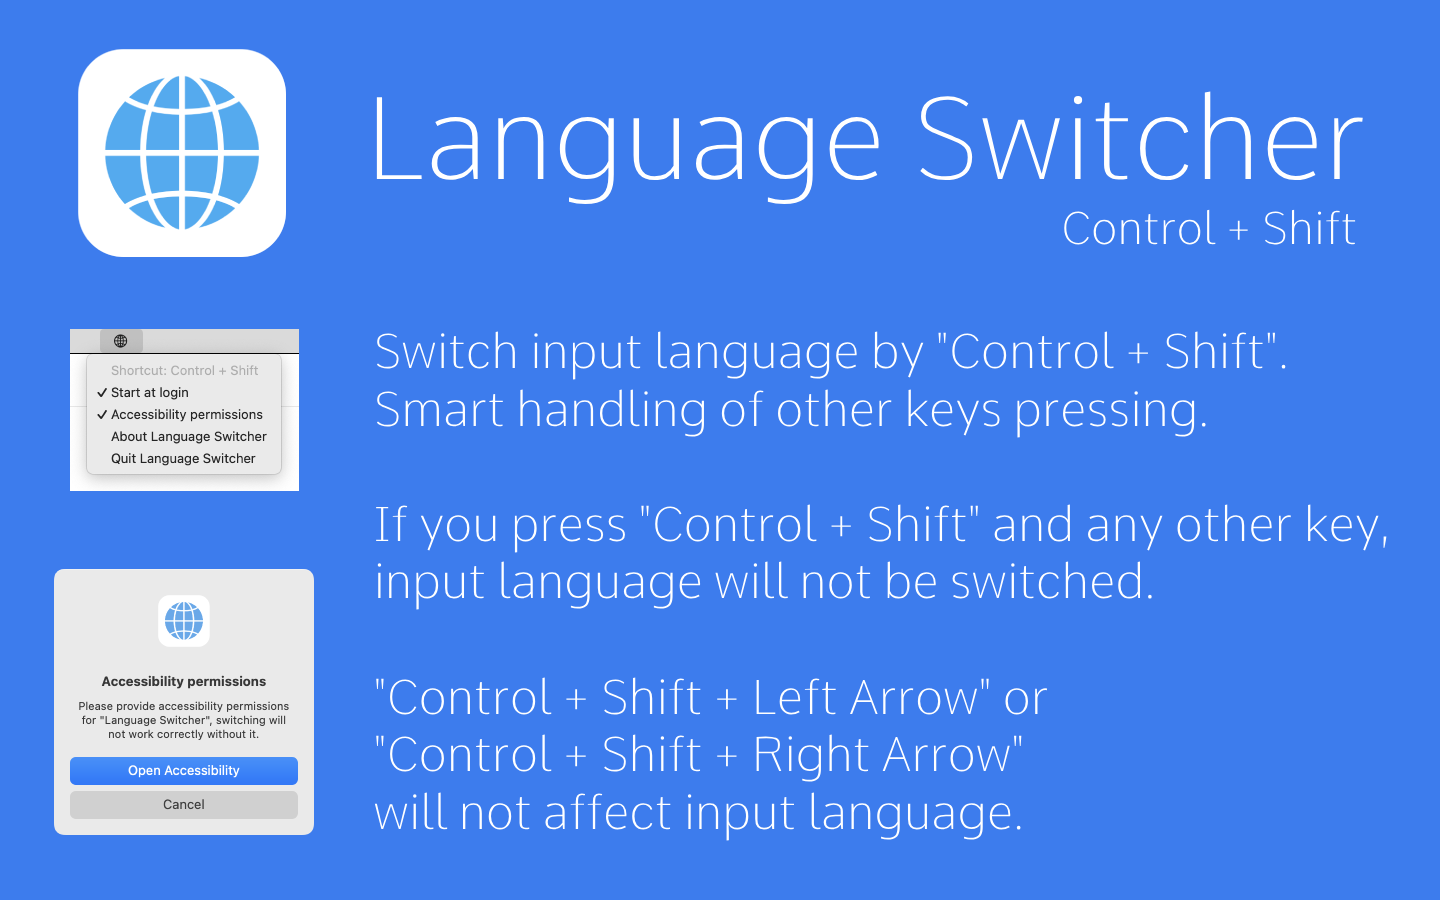 Language Switcher
Control + Shift
Shortcut: Control + Shift
✓ Start at login
✓ Accessibility permissions
About Language Switcher
Quit Language Switcher
Accessibility permissions
Please provide accessibility permissions
for "Language Switcher", switching will
not work correctly without it.
Open Accessibility
Cancel
Switch input language by "Control + Shift".
Smart handling of other keys pressing.
If you press "Control + Shift" and any other key,
input language will not be switched.
"Control + Shift + Left Arrow" or
"Control + Shift + Right Arrow"
will not affect input language.